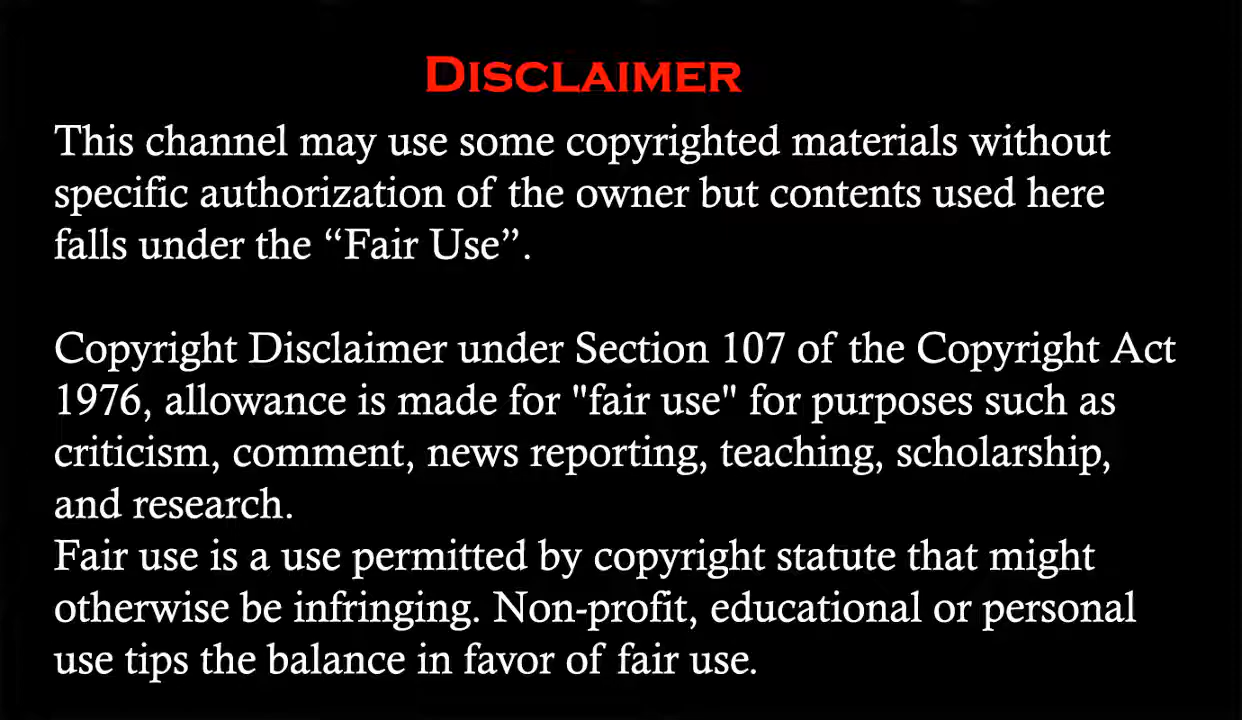 DISCLAIMER
This channel may use some copyrighted materials without
specific authorization of the owner but contents used here
falls under the “Fair Use”.
Copyright Disclaimer under Section 107 of the Copyright Act
1976, allowance is made for "fair use" for purposes such as
criticism, comment, news reporting, teaching, scholarship,
and research.
Fair use is a use permitted by copyright statute that might
otherwise be infringing. Non-profit, educational or personal
use tips the balance in favor of fair use.